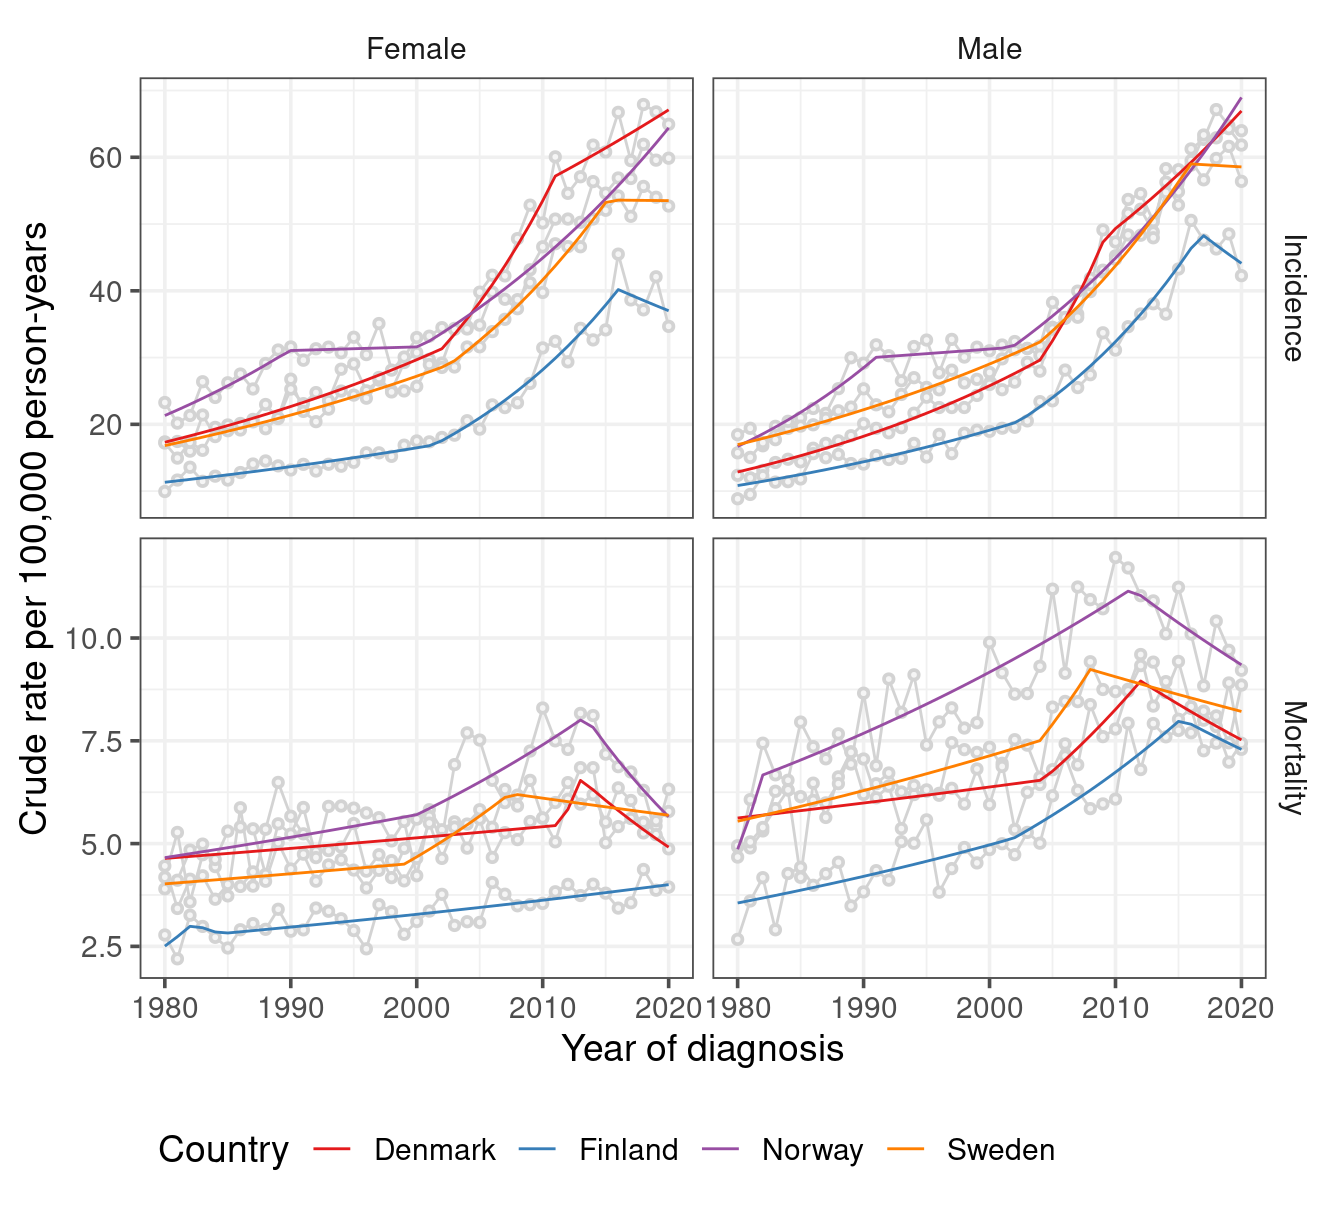 Female Male
60
40
20
Incidence
10.0
7.5
5.0
2.5
Mortality
Crude rate per 100,000 person-years
1980 1990 2000 2010 2020 1980 1990 2000 2010 2020
Year of diagnosis
Country Denmark Finland Norway Sweden